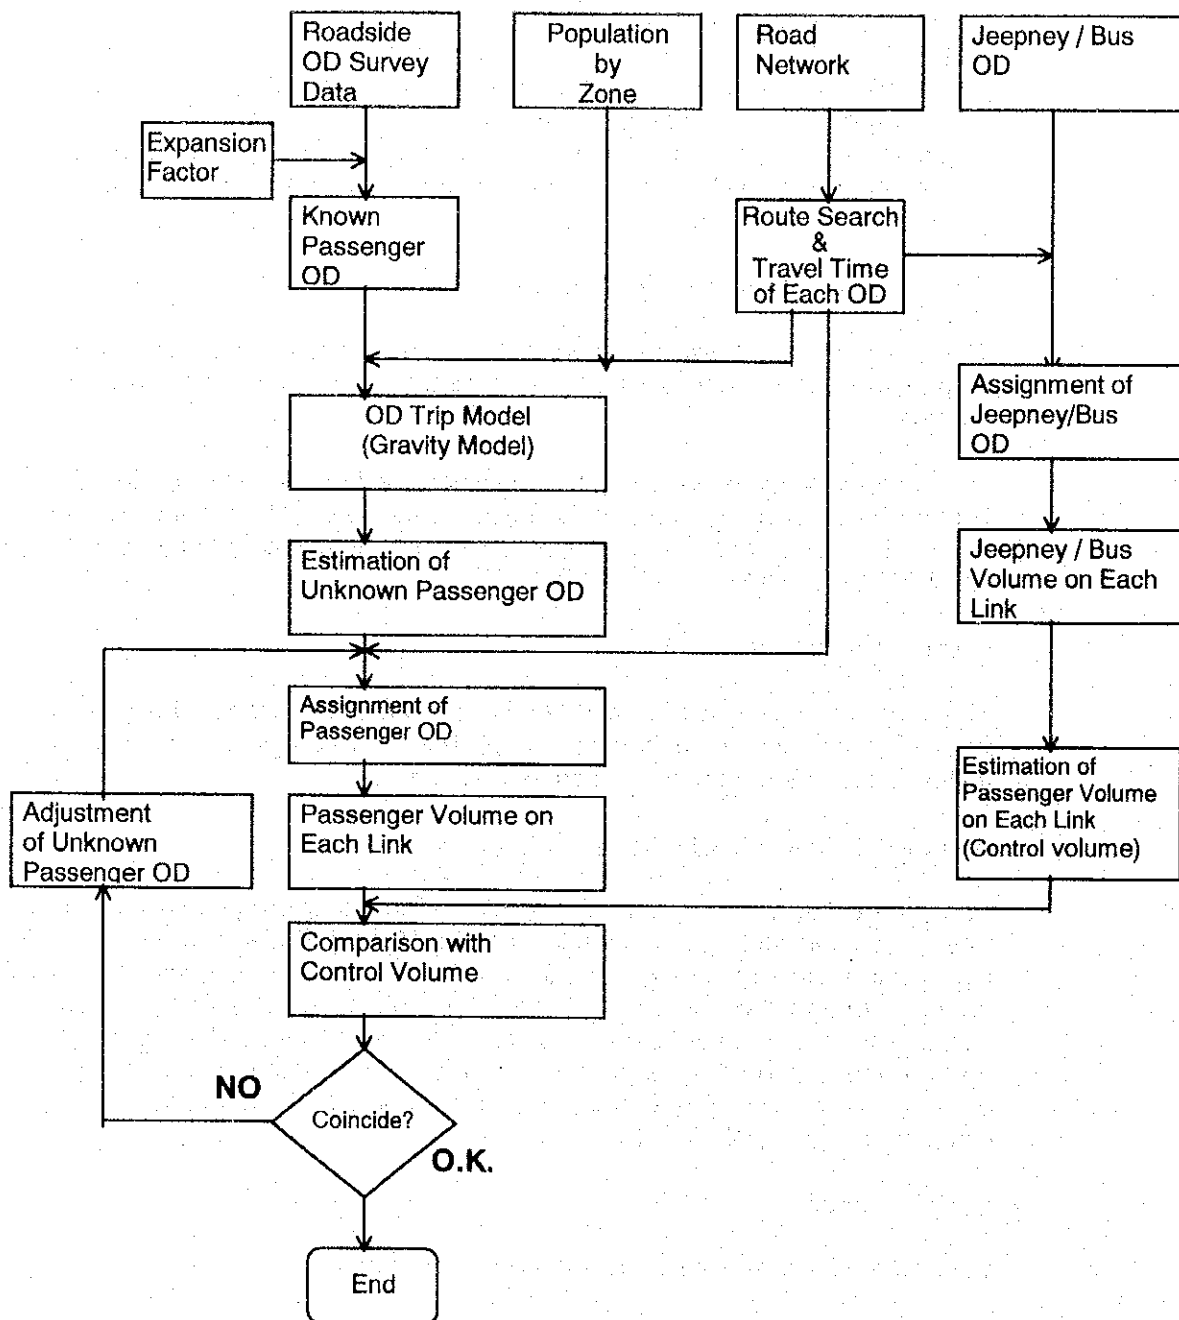 Roadside
OD Survey
Data
Population
by
Zone
Road
Network
Jeepney / Bus
OD
Expansion
Factor
Known
Passenger
OD
Route Search
&
Travel Time
of Each OD
OD Trip Model
(Gravity Model)
Assignment of
Jeepney/Bus
OD
Estimation of
Unknown Passenger OD
Jeepney / Bus
Volume on Each
Link
Assignment of
Passenger OD
Adjustment
of Unknown
Passenger OD
Passenger Volume on
Each Link
Estimation of
Passenger Volume
on Each Link
(Control volume)
Comparison with
Control Volume
NO
Coincide?
O.K.
End